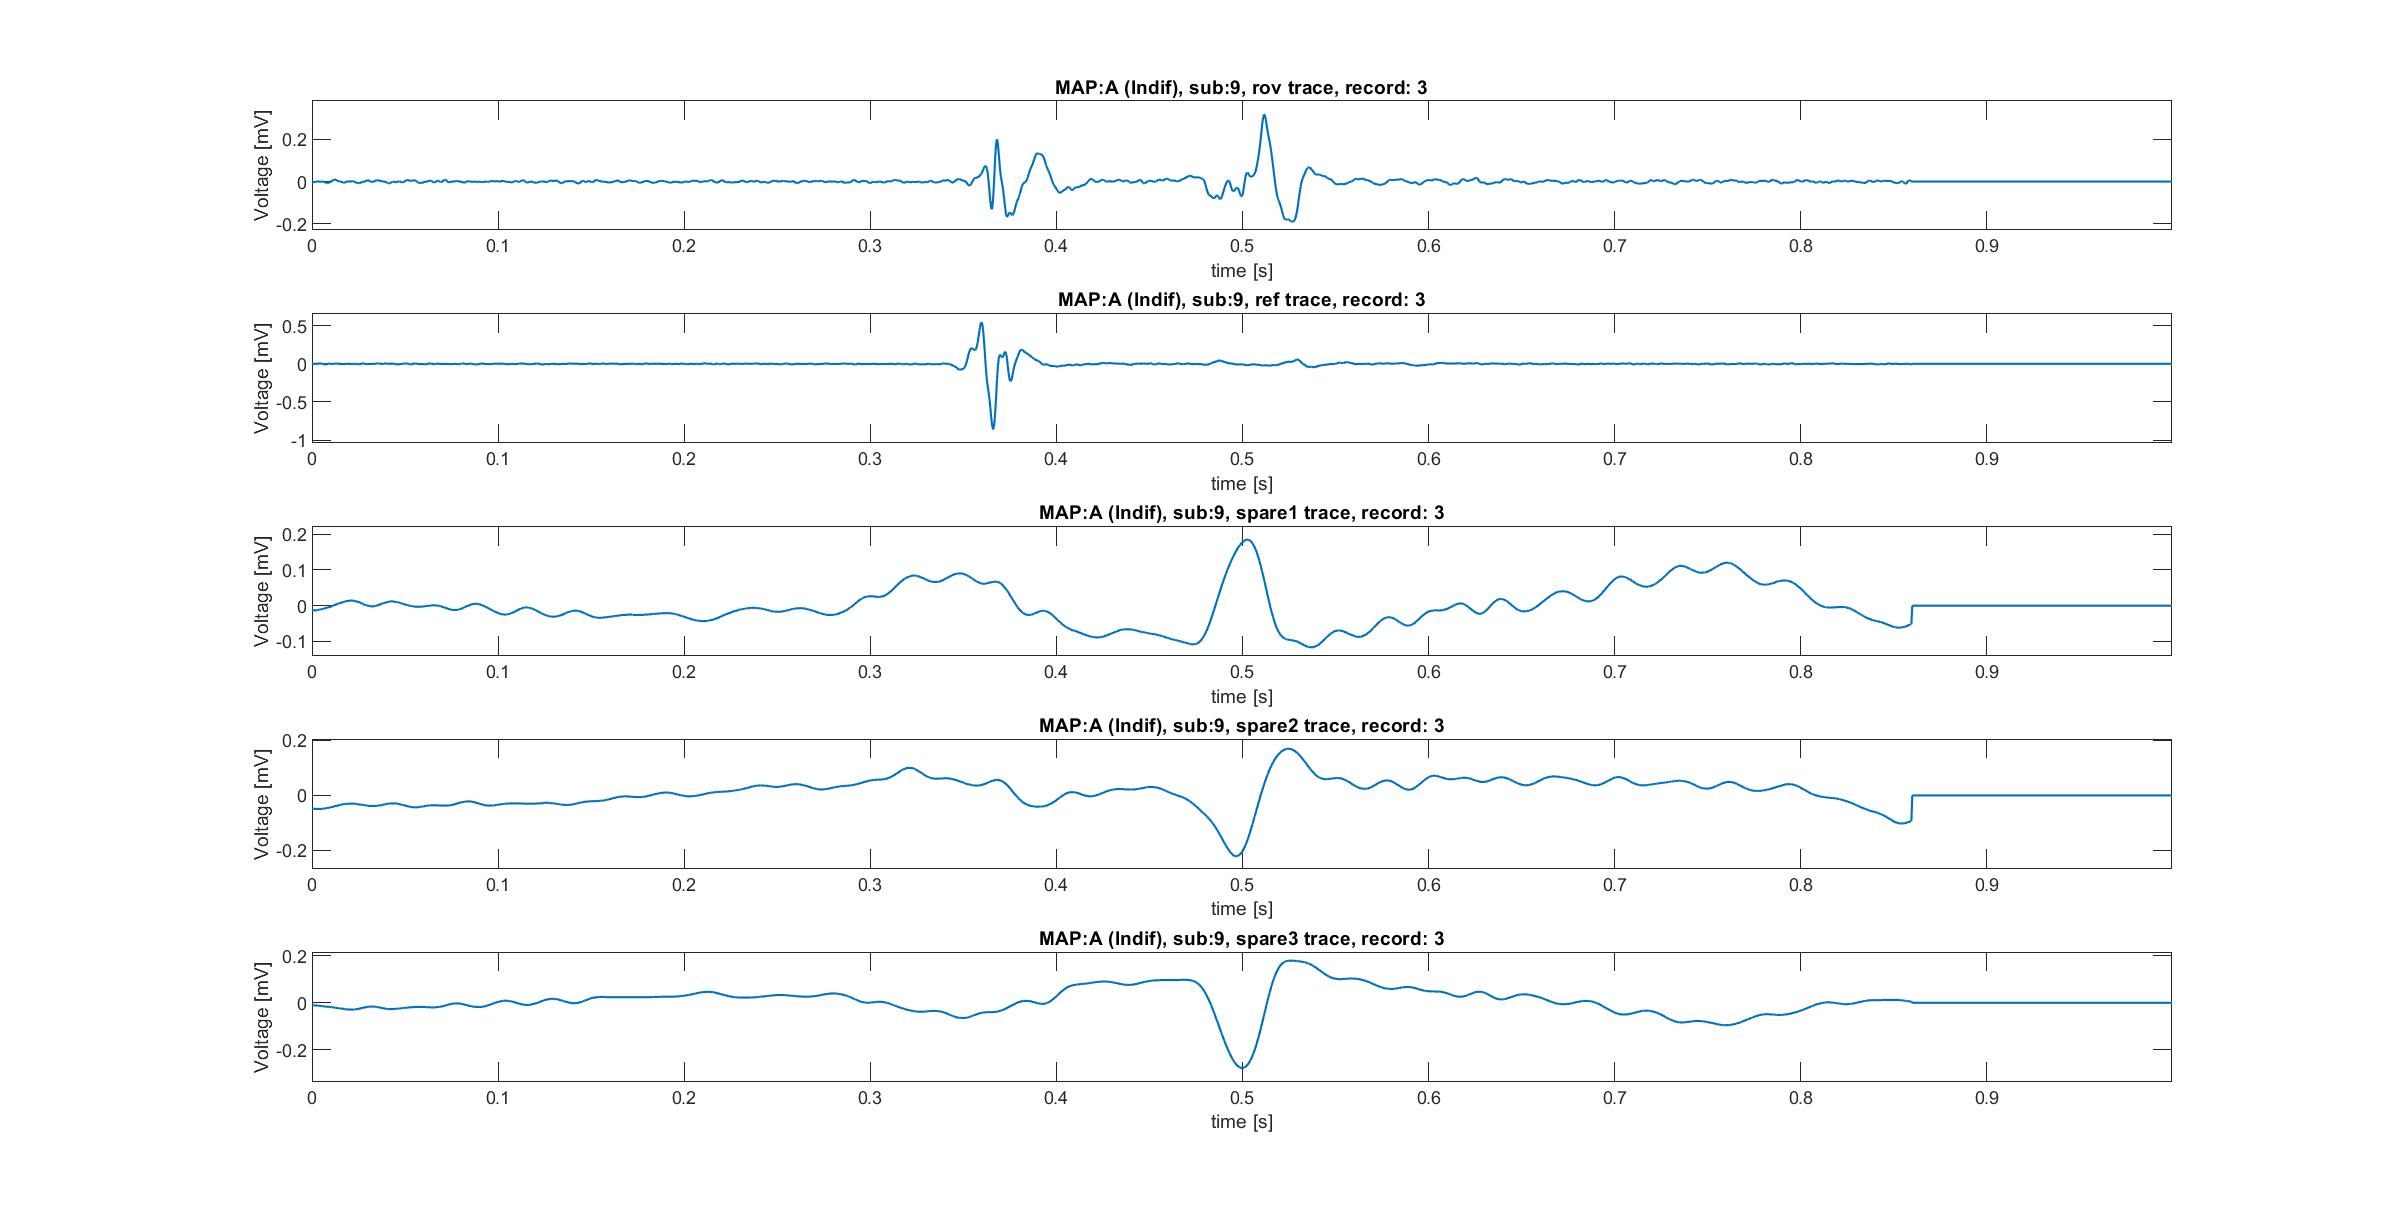 MAP:A (Indif), sub:9, rov trace, record: 3
Voltage [mV]
0.2
0
-0.2
0 0.1 0.2 0.3 0.4 0.5 0.6 0.7 0.8 0.9
time [s]
MAP:A (Indif), sub:9, ref trace, record: 3
Voltage [mV]
0.5
0
-0.5
-1
0 0.1 0.2 0.3 0.4 0.5 0.6 0.7 0.8 0.9
time [s]
MAP:A (Indif), sub:9, spare1 trace, record: 3
Voltage [mV]
0.2
0.1
0
-0.1
0 0.1 0.2 0.3 0.4 0.5 0.6 0.7 0.8 0.9
time [s]
MAP:A (Indif), sub:9, spare2 trace, record: 3
Voltage [mV]
0.2
0
-0.2
0 0.1 0.2 0.3 0.4 0.5 0.6 0.7 0.8 0.9
time [s]
MAP:A (Indif), sub:9, spare3 trace, record: 3
Voltage [mV]
0.2
0
-0.2
0 0.1 0.2 0.3 0.4 0.5 0.6 0.7 0.8 0.9
time [s]